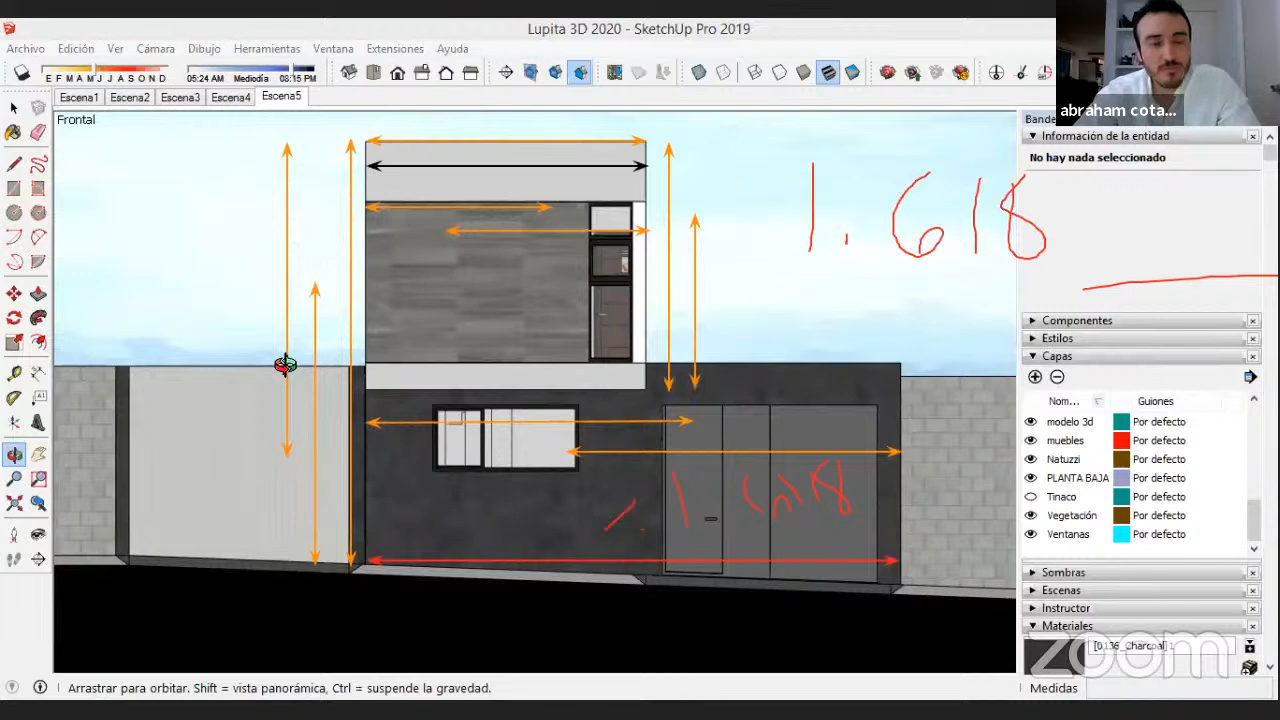 Lupita 3D 2020 - SketchUp Pro 2019
Archivo Edición Ver Cámara Dibujo Herramientas Ventana Extensiones Ayuda
E F M A M J J A S O N D 05:24 AM Mediodía 08:15 PM
abraham cota...
Escena1 Escena2 Escena3 Escena4 Escena5
Frontal
Bande
Información de la entidad
No hay nada seleccionado
1.618
Componentes
Estilos
Capas
Nom... Guiones
modelo 3d Por defecto
muebles Por defecto
Natuzzi Por defecto
PLANTA BAJA Por defecto
Tinaco Por defecto
Vegetación Por defecto
Ventanas Por defecto
Sombras
Escenas
Instructor
Materiales
[0136_Charcoal]1
zoom
Arrastrar para orbitar. Shift = vista panorámica, Ctrl = suspende la gravedad.
Medidas